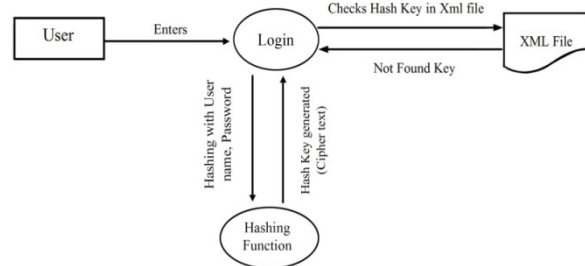 Checks Hash Key in Xml file
User
Enters
Login
XML File
Not Found Key
Hashing with User
name, Password
Hash Key generated
(Cipher text)
Hashing
Function